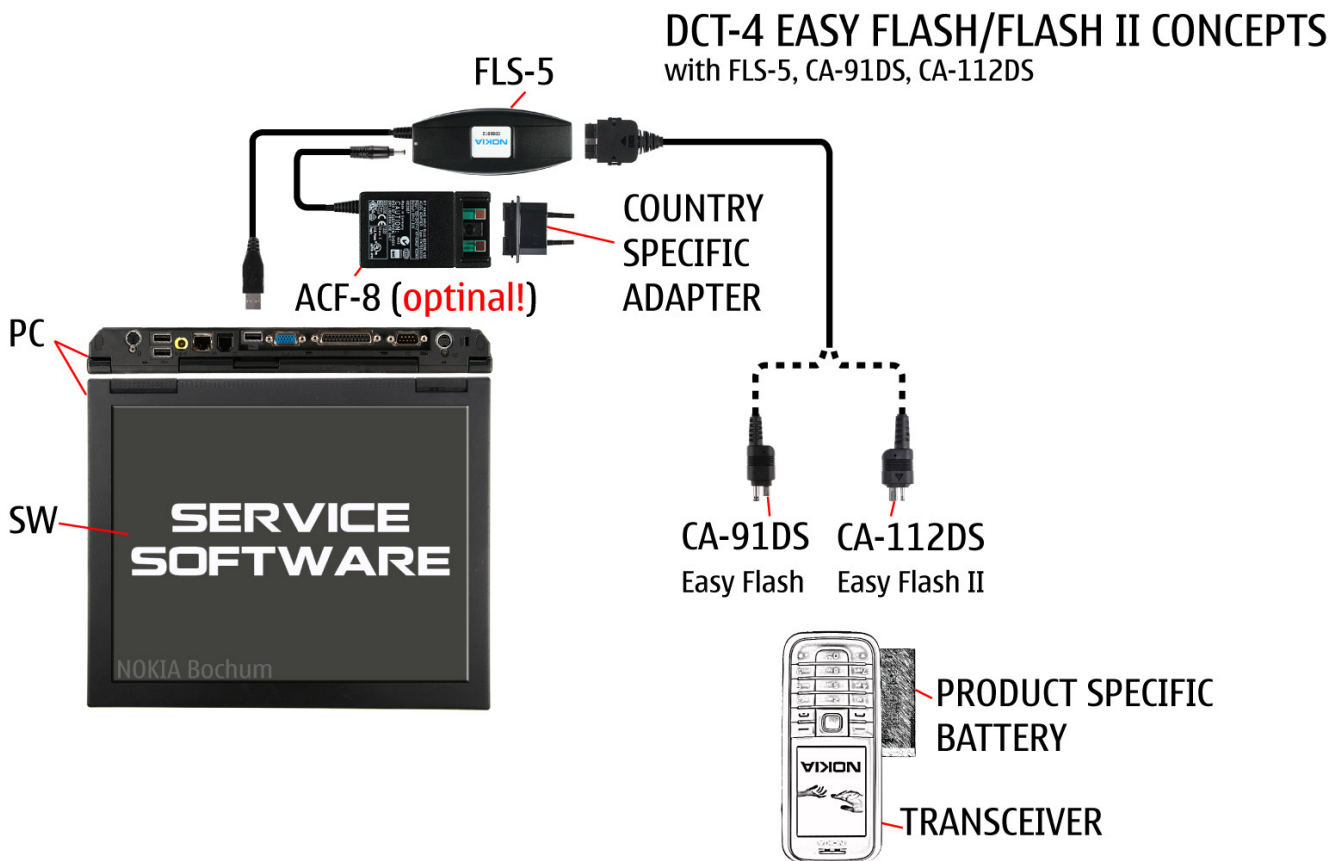 DCT-4 EASY FLASH/FLASH II CONCEPTS
with FLS-5, CA-91DS, CA-112DS
FLS-5
NOKIA
COUNTRY
SPECIFIC
ADAPTER
ACF-8 (optinal!)
PC
SW
SERVICE
SOFTWARE
NOKIA Bochum
CA-91DS
Easy Flash
CA-112DS
Easy Flash II
PRODUCT SPECIFIC
BATTERY
NOKIA
TRANSCEIVER